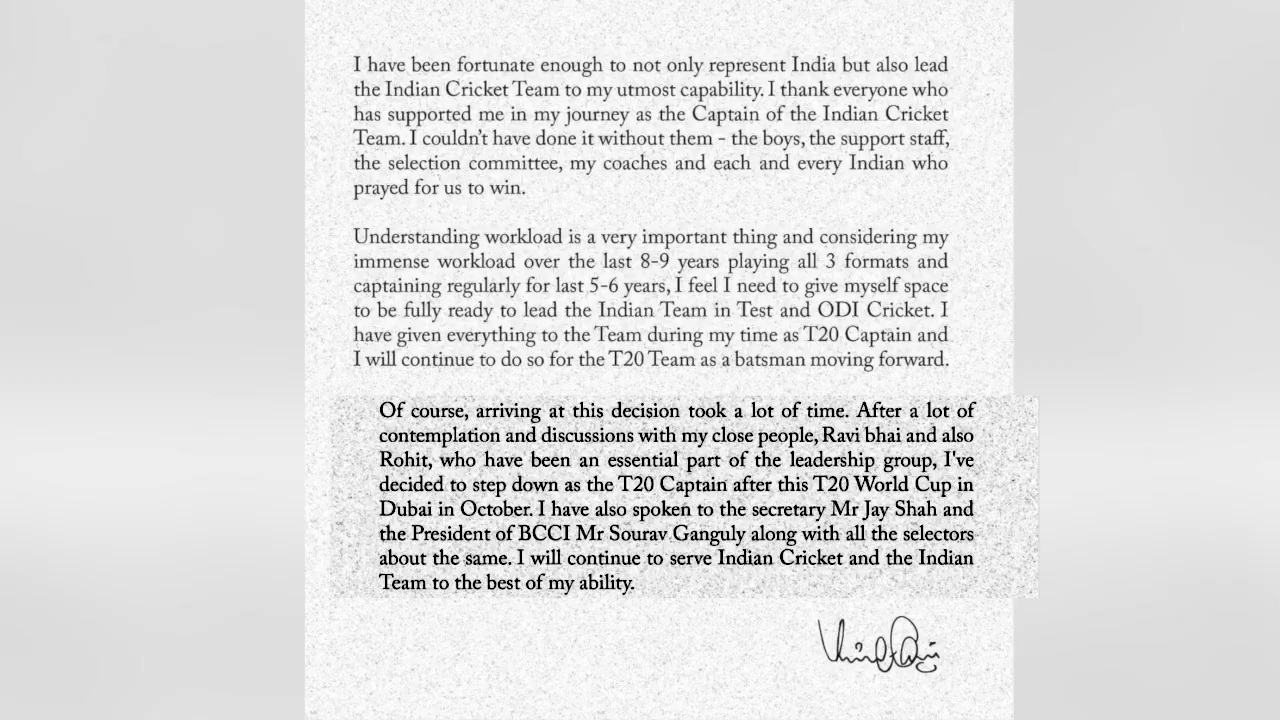 I have been fortunate enough to not only represent India but also lead
the Indian Cricket Team to my utmost capability. I thank everyone who
has supported me in my journey as the Captain of the Indian Cricket
Team. I couldn't have done it without them - the boys, the support staff,
the selection committee, my coaches and each and every Indian who
prayed for us to win.
Understanding workload is a very important thing and considering my
immense workload over the last 8-9 years playing all 3 formats and
captaining regularly for last 5-6 years, I feel I need to give myself space
to be fully ready to lead the Indian Team in Test and ODI Cricket. I
have given everything to the Team during my time as T20 Captain and
I will continue to do so for the T20 Team as a batsman moving forward.
Of course, arriving at this decision took a lot of time. After a lot of
contemplation and discussions with my close people, Ravi bhai and also
Rohit, who have been an essential part of the leadership group, I've
decided to step down as the T20 Captain after this T20 World Cup in
Dubai in October. I have also spoken to the secretary Mr Jay Shah and
the President of BCCI Mr Sourav Ganguly along with all the selectors
about the same. I will continue to serve Indian Cricket and the Indian
Team to the best of my ability.